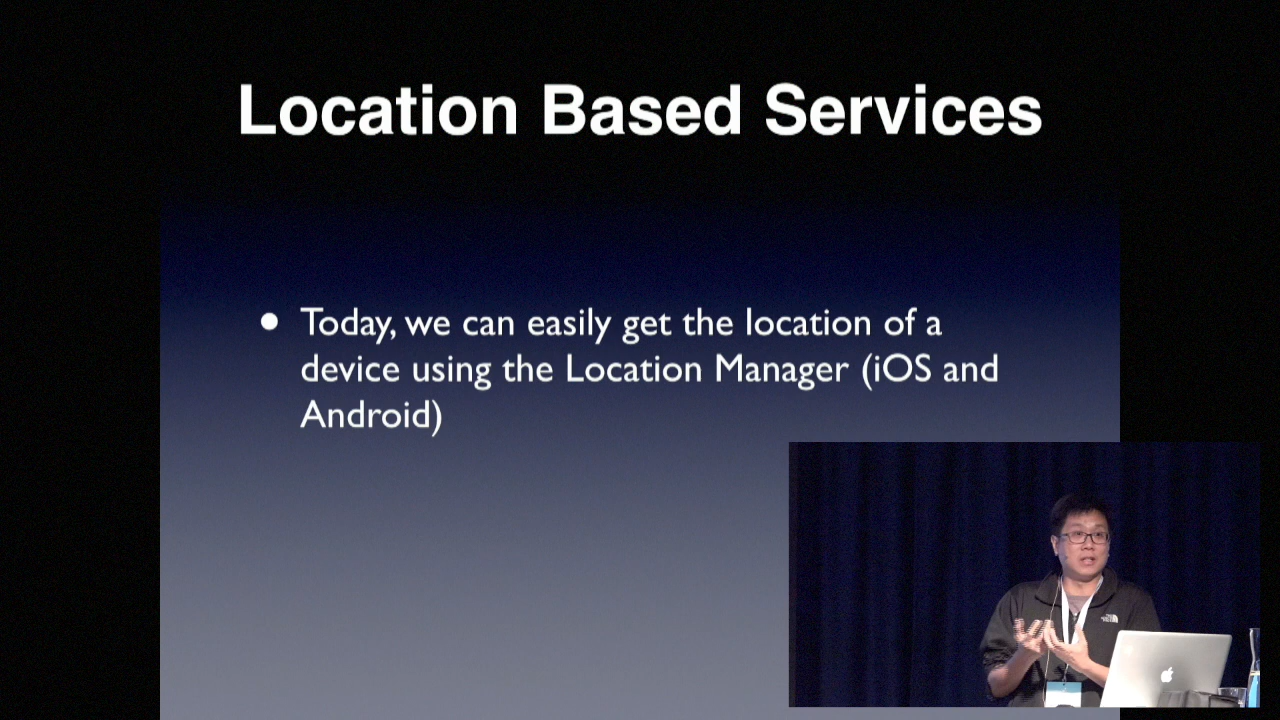 Location Based Services
• Today, we can easily get the location of a
device using the Location Manager (iOS and
Android)